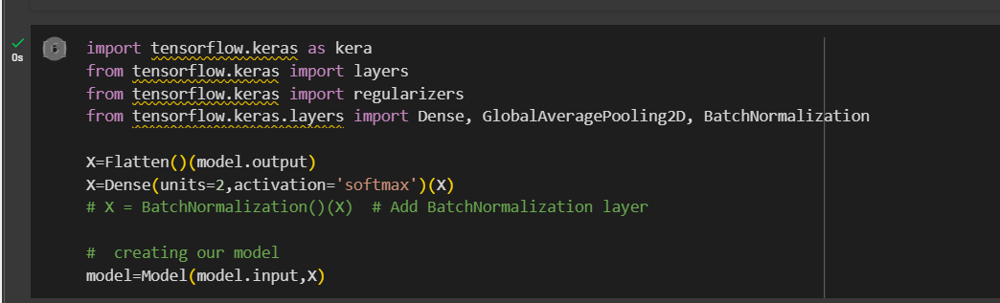 import tensorflow.keras as kera
from tensorflow.keras import layers
from tensorflow.keras import regularizers
from tensorflow.keras.layers import Dense, GlobalAveragePooling2D, BatchNormalization
X=Flatten()(model.output)
X=Dense(units=2,activation='softmax')(X)
# X = BatchNormalization()(X)  # Add BatchNormalization layer
#  creating our model
model=Model(model.input,X)
0s